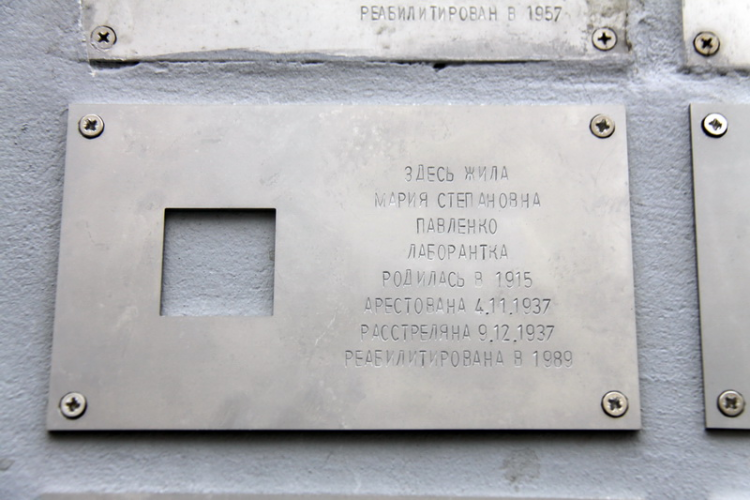 РЕАБИЛИТИРОВАН В 1957
ЗДЕСЬ ЖИЛА
МАРИЯ СТЕПАНОВНА
ПАВЛЕНКО
ЛАБОРАНТКА
РОДИЛАСЬ В 1915
АРЕСТОВАНА 4.11.1937
РАССТРЕЛЯНА 9.12.1937
РЕАБИЛИТИРОВАНА В 1989